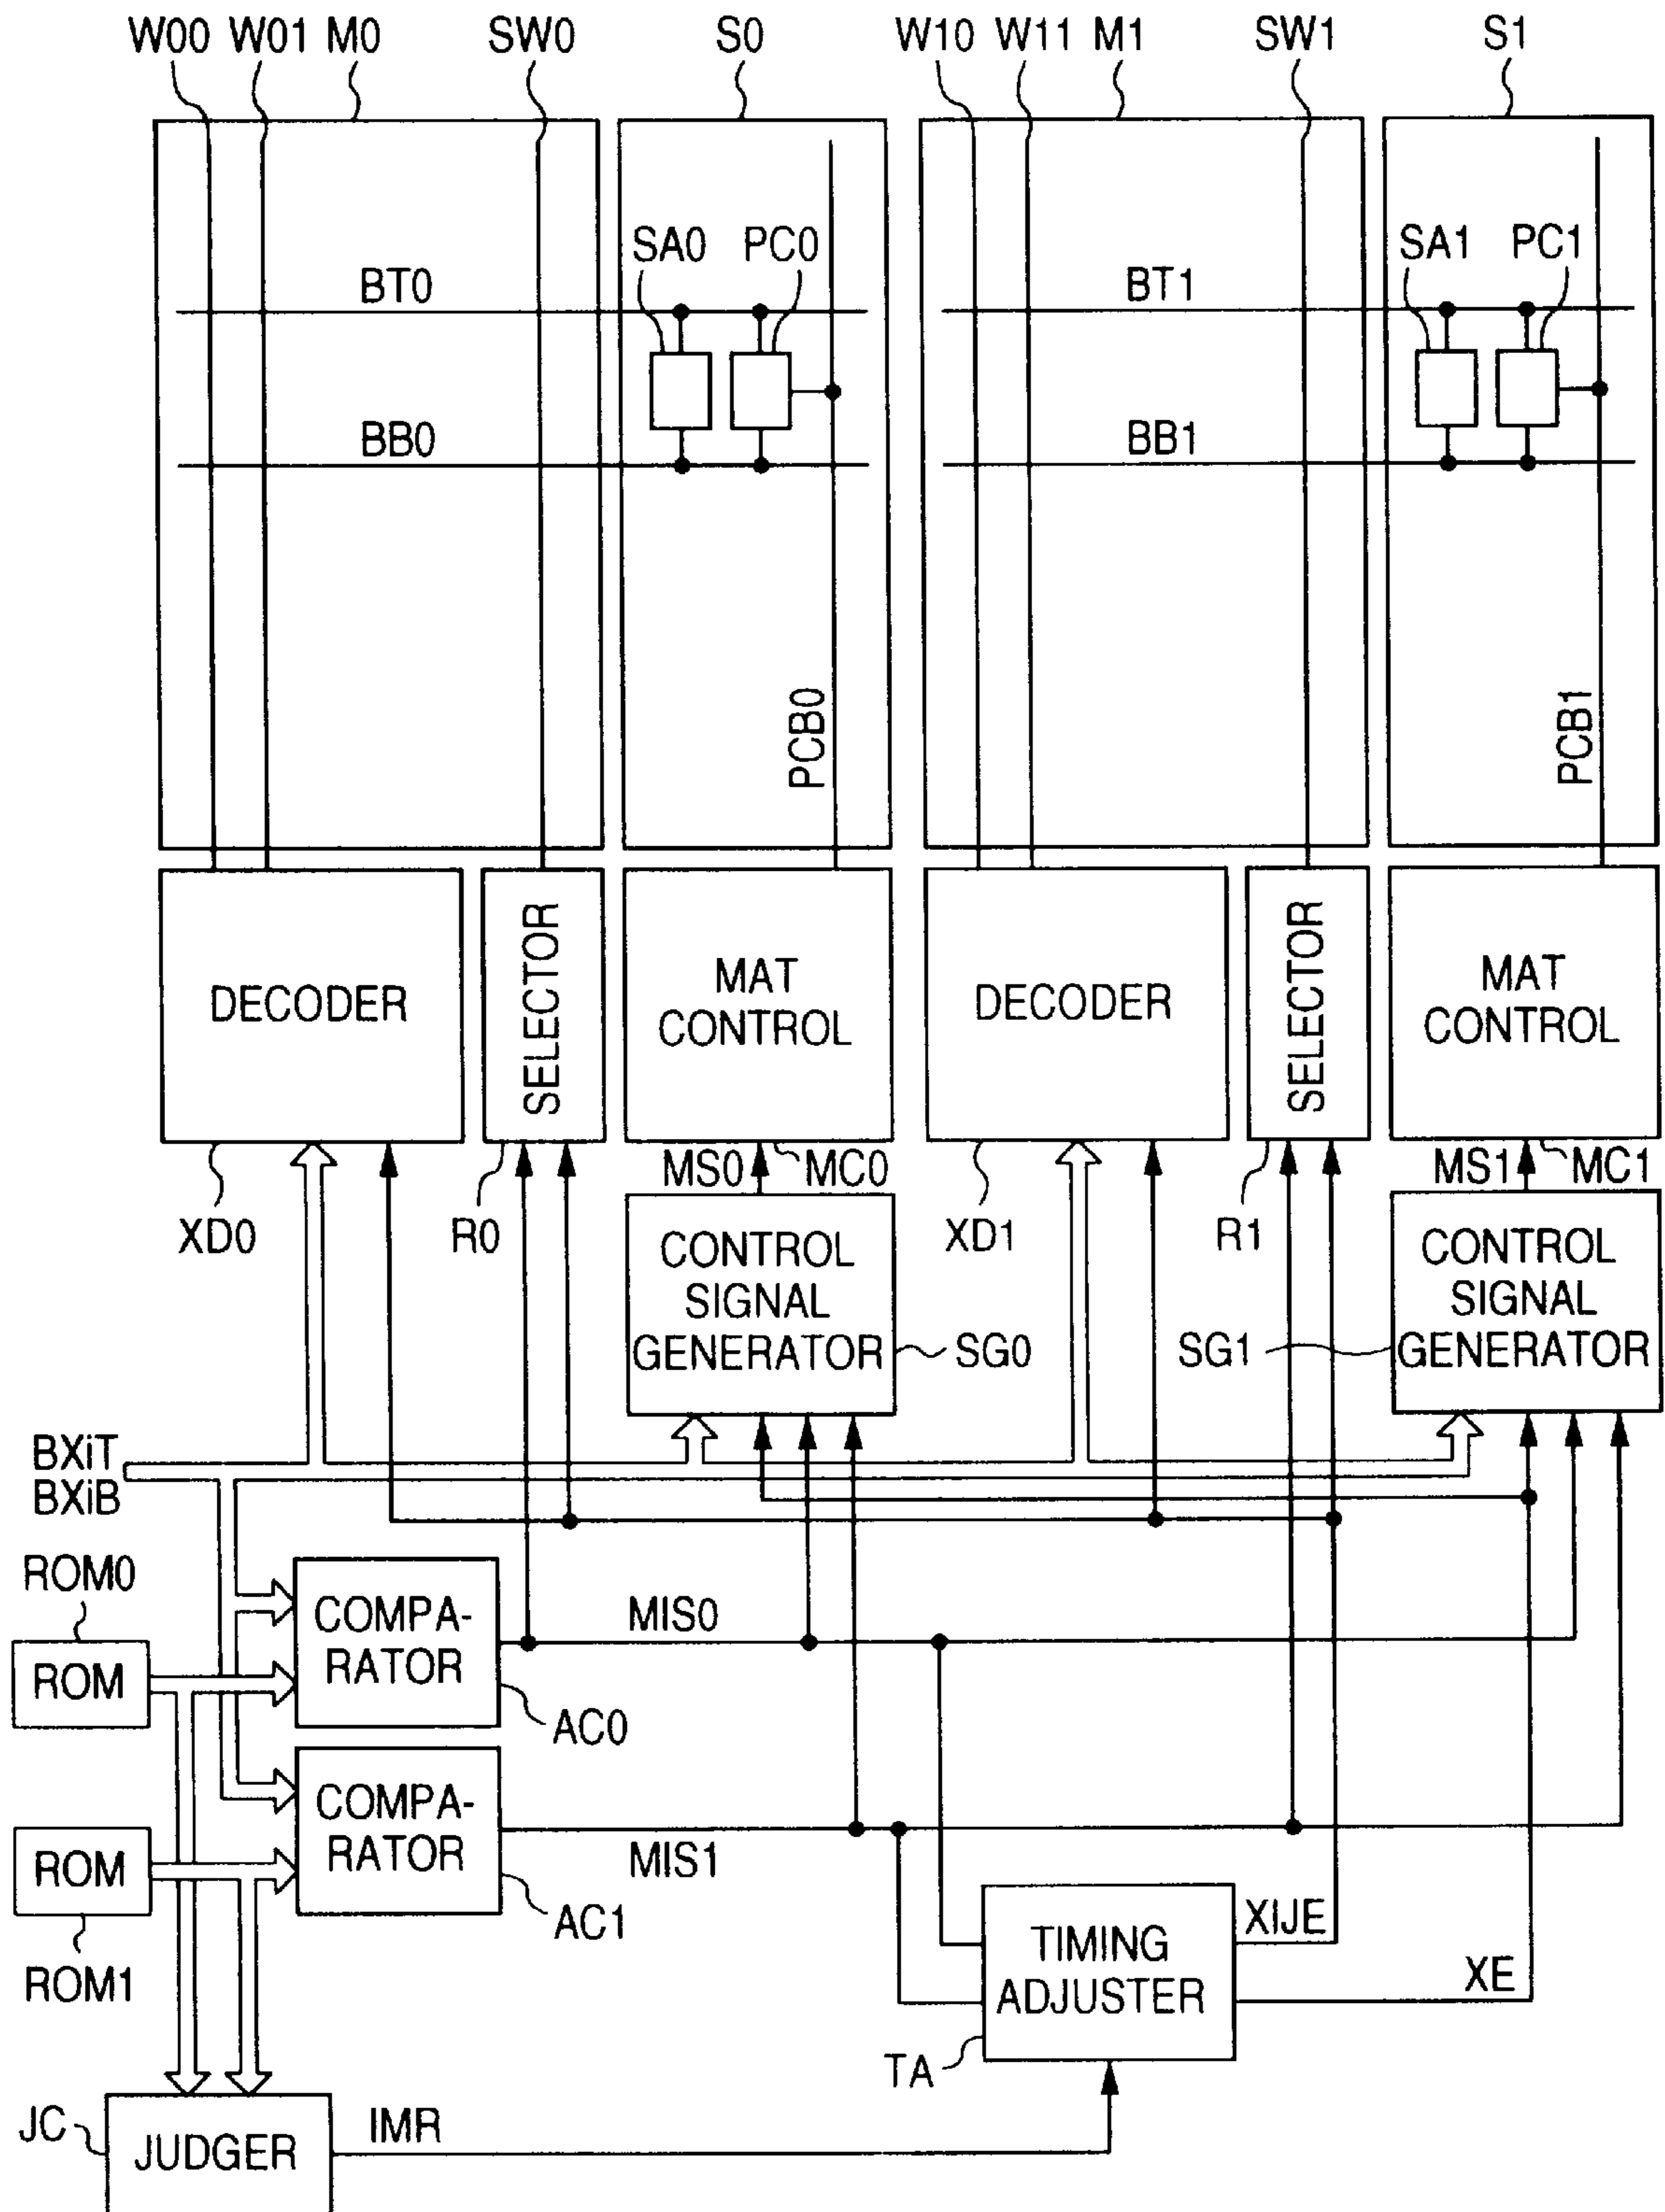 W00 W01 M0 SW0 S0 W10 W11 M1 SW1 S1
SA0 PC0 SA1 PC1
BT0 BT1
BB0 BB1
PCB0 PCB1
DECODER
SELECTOR
MAT
CONTROL
DECODER
SELECTOR
MAT
CONTROL
MS0 MC0 MS1 MC1
XD0 R0 XD1 R1
CONTROL
SIGNAL
GENERATOR
SG0
SG1
CONTROL
SIGNAL
GENERATOR
BXiT
BXiB
ROM0
ROM
COMPA-
RATOR
MIS0
AC0
ROM
ROM1
COMPA-
RATOR
MIS1
AC1
TIMING
ADJUSTER
XIJE
XE
TA
JC
JUDGER
IMR